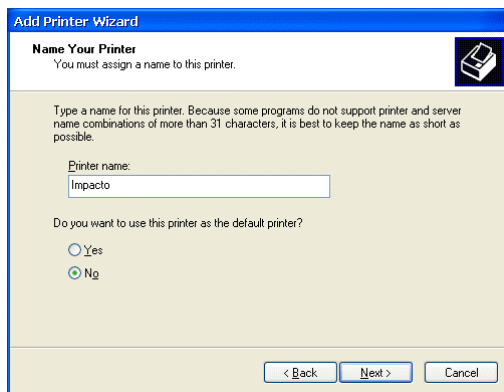 Add Printer Wizard
Name Your Printer
You must assign a name to this printer.
Type a name for this printer. Because some programs do not support printer and server
name combinations of more than 31 characters, it is best to keep the name as short as
possible.
Printer name:
Impacto
Do you want to use this printer as the default printer?
Yes
No
< Back Next > Cancel